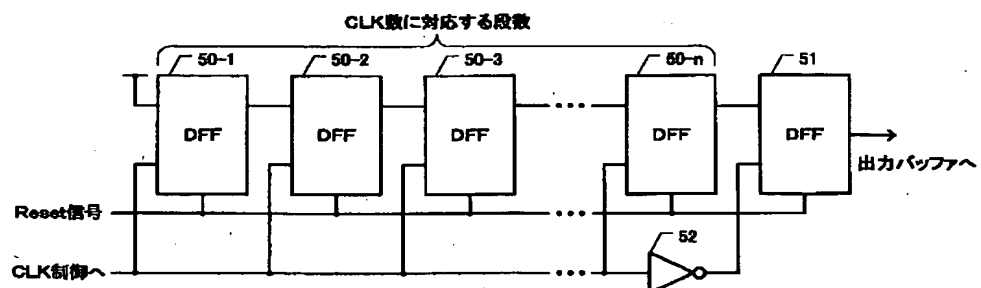 CLK数に対応する段数
50-1
50-2
50-3
50-n
51
DFF
DFF
DFF
...
DFF
DFF
出力バッファへ
Reset信号
...
52
CLK制御へ
...